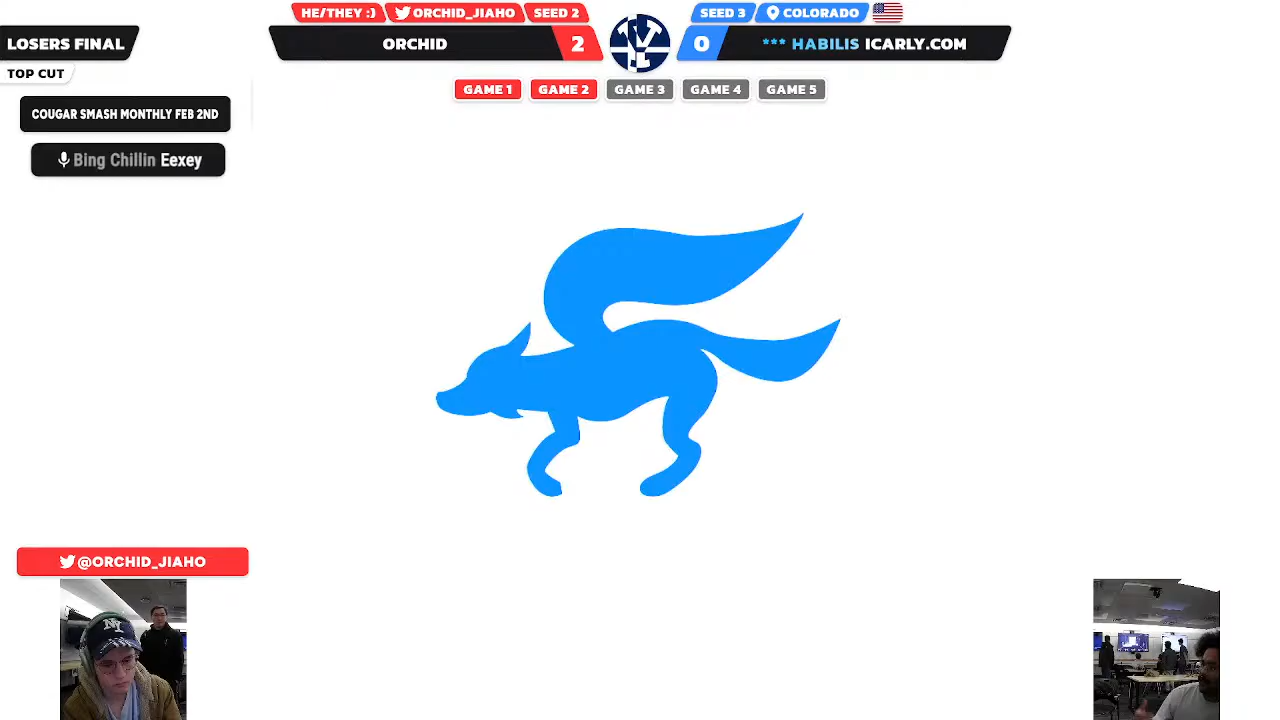 HE/THEY :) ORCHID_JIAHO SEED 2
SEED 3 COLORADO
LOSERS FINAL
ORCHID 2
0 *** HABILIS ICARLY.COM
TOP CUT
GAME 1 GAME 2 GAME 3 GAME 4 GAME 5
COUGAR SMASH MONTHLY FEB 2ND
Bing Chillin Eexey
@ORCHID_JIAHO
NY